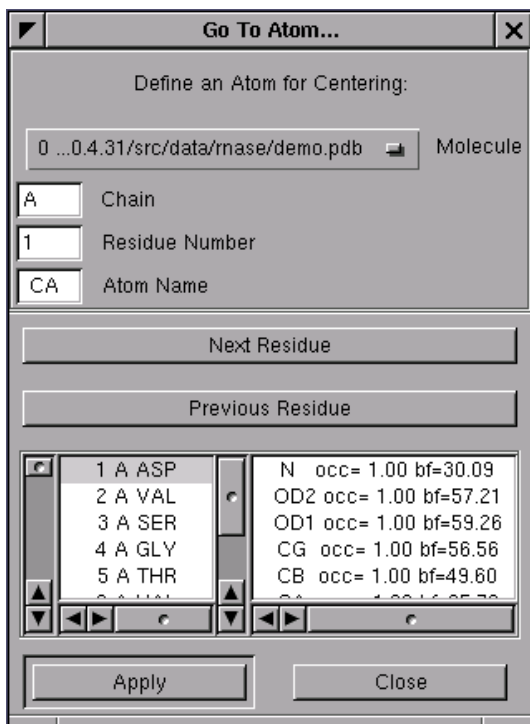 Go To Atom...
Define an Atom for Centering:
0 ...0.4.31/src/data/rnase/demo.pdb Molecule
A Chain
1 Residue Number
CA Atom Name
Next Residue
Previous Residue
1 A ASP N occ= 1.00 bf=30.09
2 A VAL OD2 occ= 1.00 bf=57.21
3 A SER OD1 occ= 1.00 bf=59.26
4 A GLY CG occ= 1.00 bf=56.56
5 A THR CB occ= 1.00 bf=49.60
Apply Close